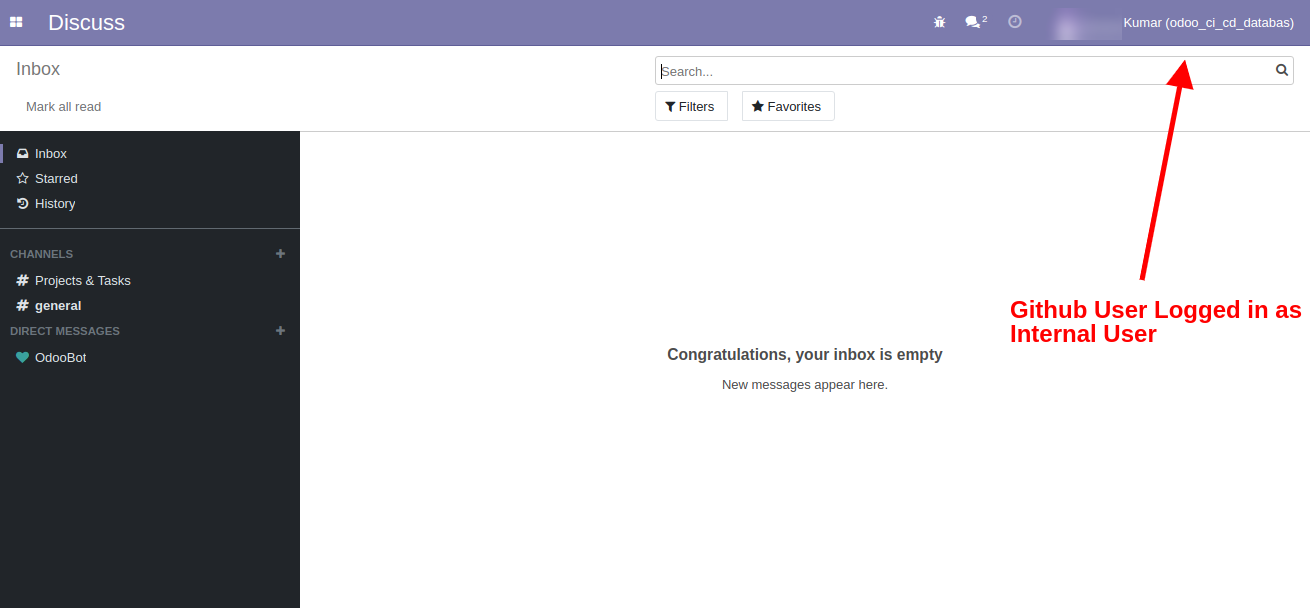 Discuss
2
Kumar (odoo_ci_cd_databas)
Inbox
Search...
Mark all read
Filters
Favorites
Inbox
Starred
History
CHANNELS
# Projects & Tasks
# general
DIRECT MESSAGES
OdooBot
Github User Logged in as
Internal User
Congratulations, your inbox is empty
New messages appear here.